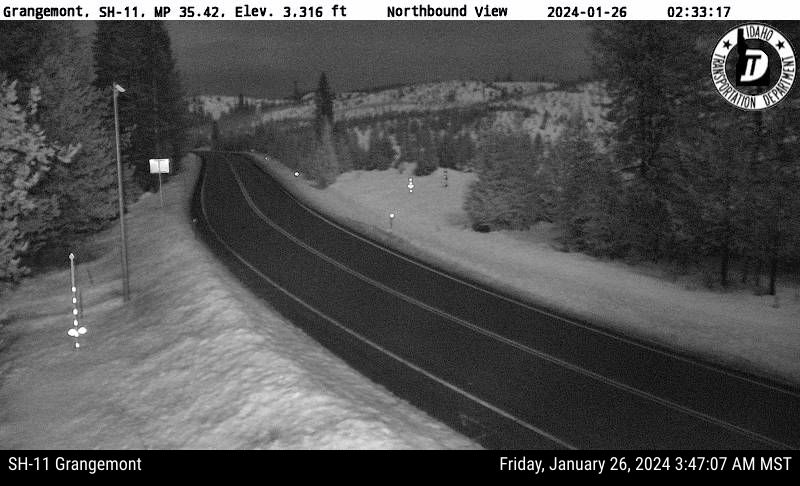 Grangemont, SH-11, MP 35.42, Elev. 3,316 ft Northbound View 2024-01-26 02:33:17
IDAHO
TRANSPORTATION DEPARTMENT
SH-11 Grangemont Friday, January 26, 2024 3:47:07 AM MST